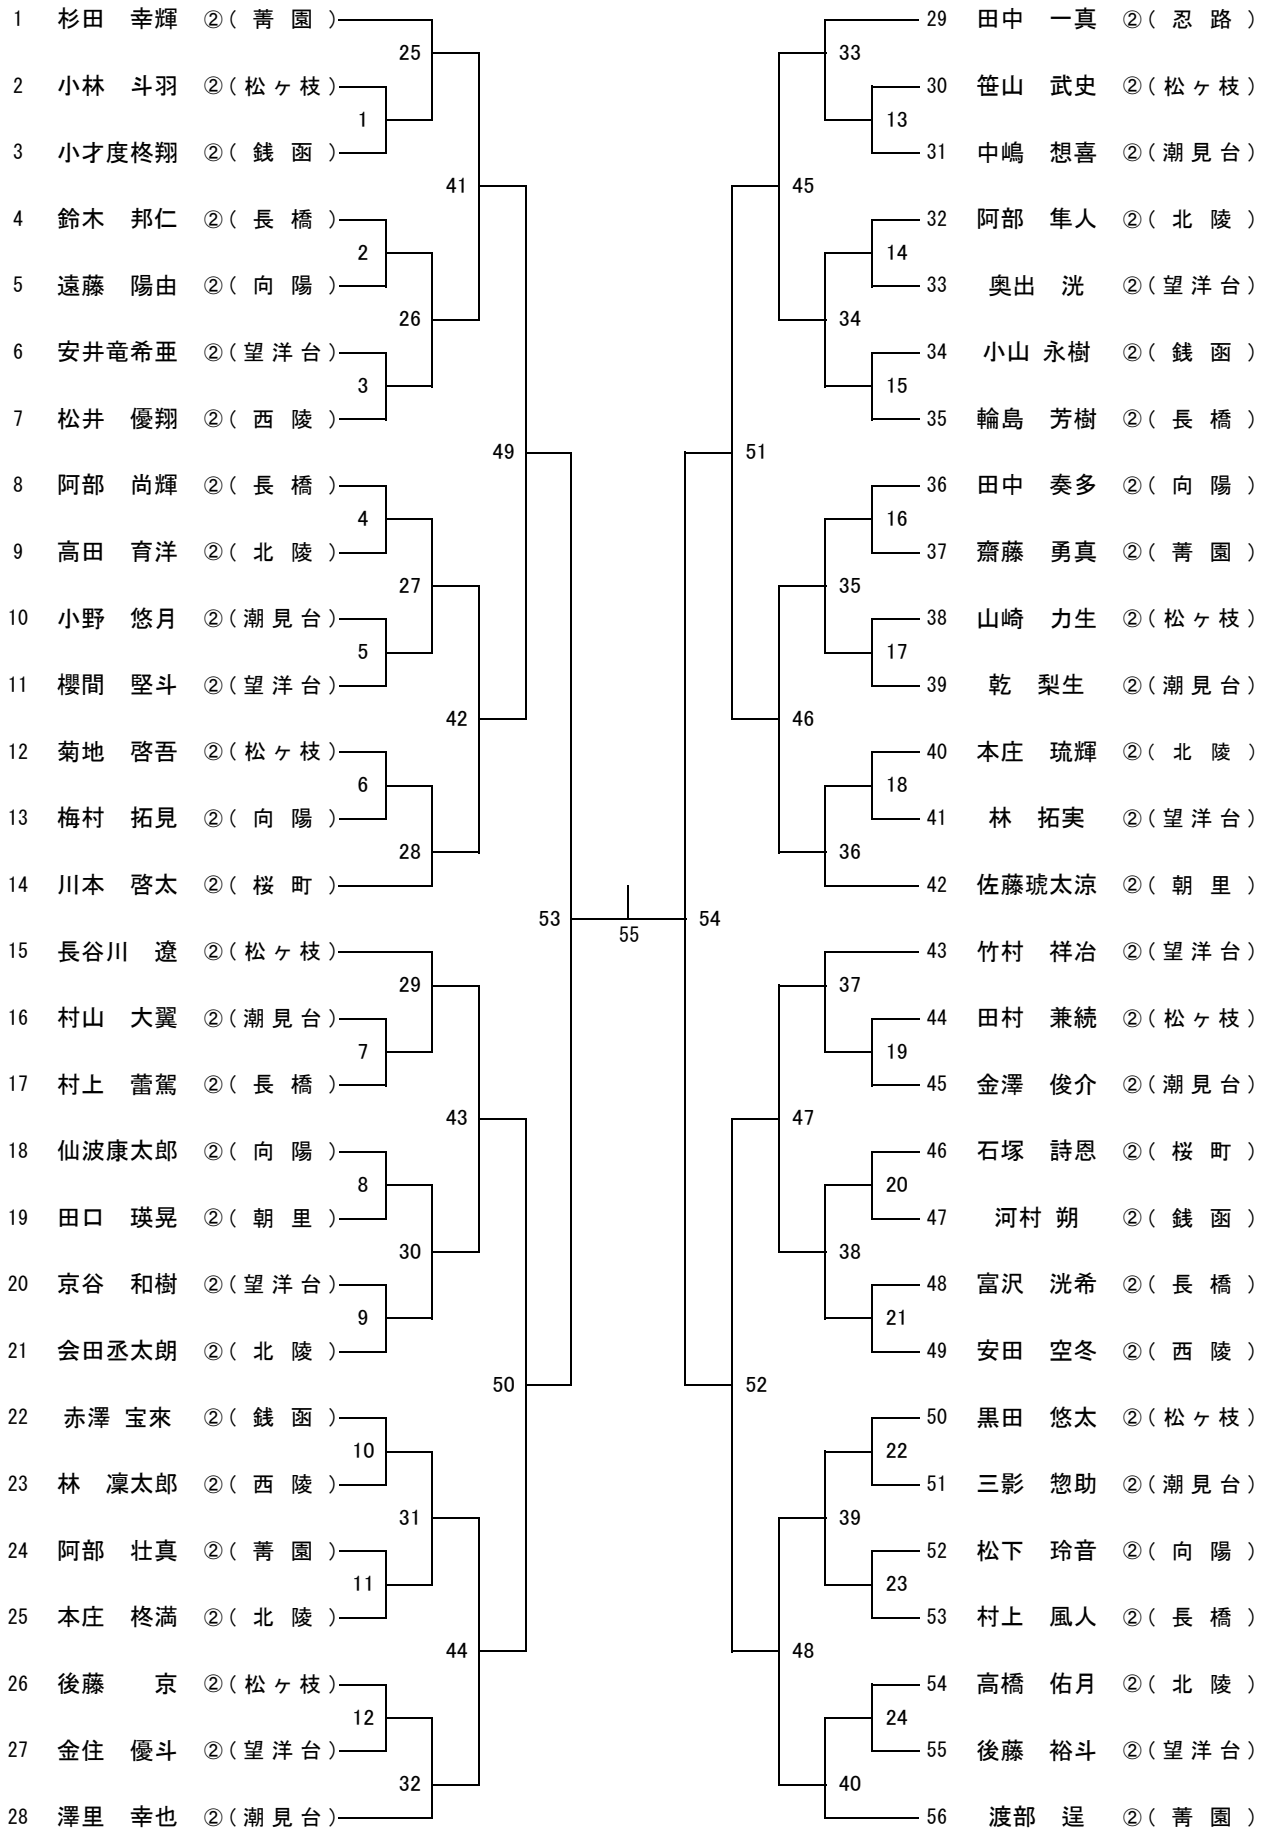 1 杉田 幸輝 ②( 菁 園 )
25
2 小林 斗羽 ②( 松 ヶ 枝 )
1
3 小才度柊翔 ②( 銭 函 )
41
4 鈴木 邦仁 ②( 長 橋 )
2
5 遠藤 陽由 ②( 向 陽 )
26
6 安井竜希亜 ②( 望 洋 台 )
3
7 松井 優翔 ②( 西 陵 )
49
8 阿部 尚輝 ②( 長 橋 )
4
9 高田 育洋 ②( 北 陵 )
27
10 小野 悠月 ②( 潮 見 台 )
5
11 櫻間 堅斗 ②( 望 洋 台 )
42
12 菊地 啓吾 ②( 松 ヶ 枝 )
6
13 梅村 拓見 ②( 向 陽 )
28
14 川本 啓太 ②( 桜 町 )
53
15 長谷川 遼 ②( 松 ヶ 枝 )
29
16 村山 大翼 ②( 潮 見 台 )
7
17 村上 蕾駕 ②( 長 橋 )
43
18 仙波康太郎 ②( 向 陽 )
8
19 田口 瑛晃 ②( 朝 里 )
30
20 京谷 和樹 ②( 望 洋 台 )
9
21 会田丞太朗 ②( 北 陵 )
50
22 赤澤 宝來 ②( 銭 函 )
10
23 林 凜太郎 ②( 西 陵 )
31
24 阿部 壮真 ②( 菁 園 )
11
25 本庄 柊満 ②( 北 陵 )
44
26 後藤 京 ②( 松 ヶ 枝 )
12
27 金住 優斗 ②( 望 洋 台 )
32
28 澤里 幸也 ②( 潮 見 台 )
55
29 田中 一真 ②( 忍 路 )
33
30 笹山 武史 ②( 松 ヶ 枝 )
13
31 中嶋 想喜 ②( 潮 見 台 )
45
32 阿部 隼人 ②( 北 陵 )
14
33 奥出 洸 ②( 望 洋 台 )
34
34 小山 永樹 ②( 銭 函 )
15
35 輪島 芳樹 ②( 長 橋 )
51
36 田中 奏多 ②( 向 陽 )
16
37 齋藤 勇真 ②( 菁 園 )
35
38 山崎 力生 ②( 松 ヶ 枝 )
17
39 乾 梨生 ②( 潮 見 台 )
46
40 本庄 琉輝 ②( 北 陵 )
18
41 林 拓実 ②( 望 洋 台 )
36
42 佐藤琥太涼 ②( 朝 里 )
54
43 竹村 祥冶 ②( 望 洋 台 )
37
44 田村 兼続 ②( 松 ヶ 枝 )
19
45 金澤 俊介 ②( 潮 見 台 )
47
46 石塚 詩恩 ②( 桜 町 )
20
47 河村 朔 ②( 銭 函 )
38
48 富沢 洸希 ②( 長 橋 )
21
49 安田 空冬 ②( 西 陵 )
52
50 黒田 悠太 ②( 松 ヶ 枝 )
22
51 三影 惣助 ②( 潮 見 台 )
39
52 松下 玲音 ②( 向 陽 )
23
53 村上 風人 ②( 長 橋 )
48
54 高橋 佑月 ②( 北 陵 )
24
55 後藤 裕斗 ②( 望 洋 台 )
40
56 渡部 逞 ②( 菁 園 )